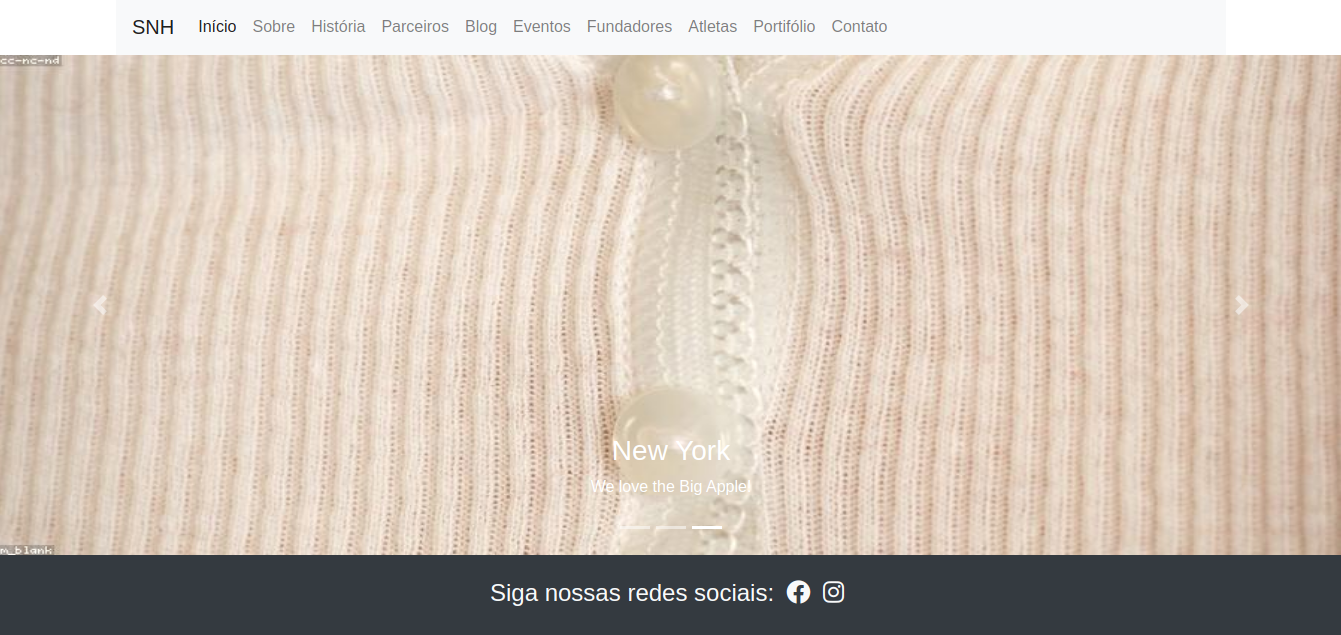 SNH Início Sobre História Parceiros Blog Eventos Fundadores Atletas Portifólio Contato
cc-nc-nd
New York
We love the Big Apple!
m_blank
Siga nossas redes sociais: